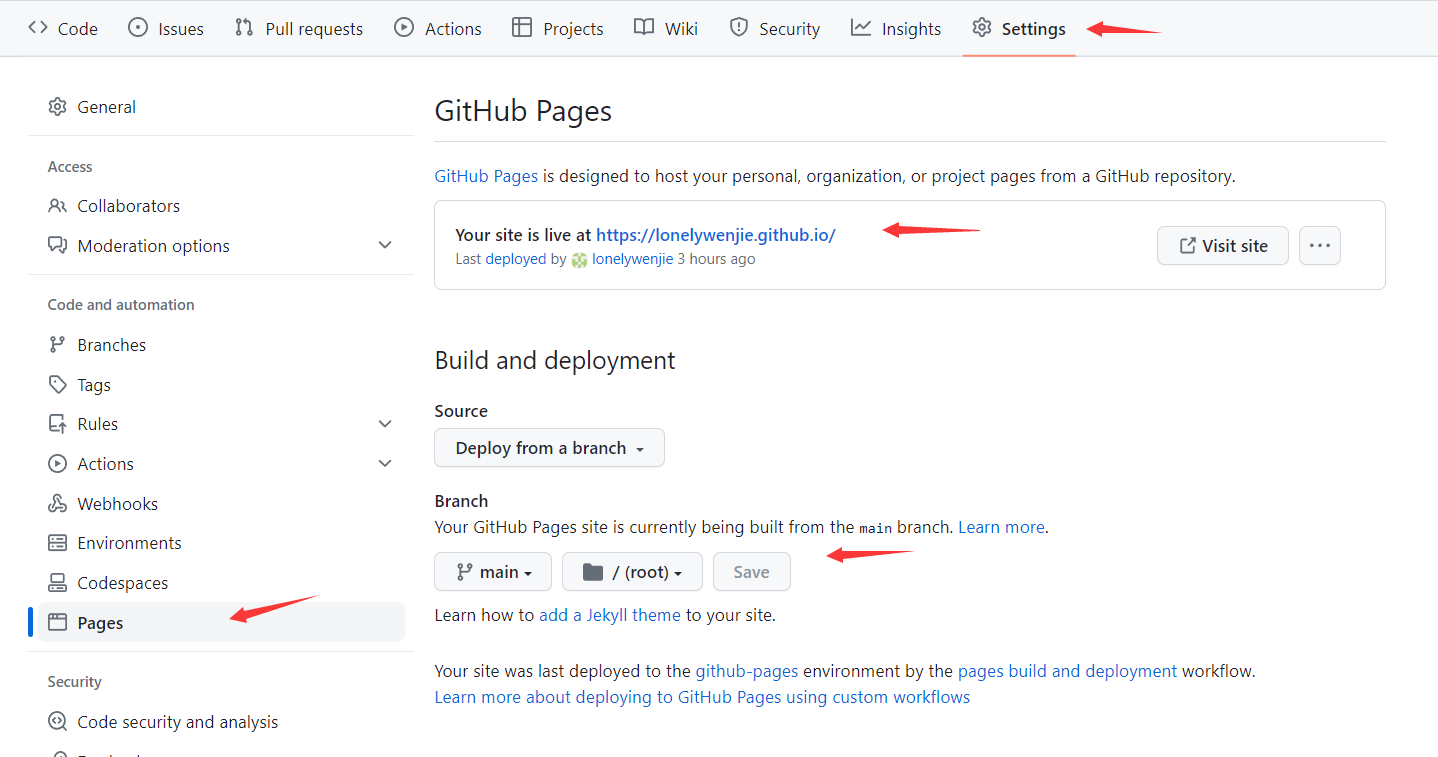 Code Issues Pull requests Actions Projects Wiki Security Insights Settings
General
Access
Collaborators
Moderation options
Code and automation
Branches
Tags
Rules
Actions
Webhooks
Environments
Codespaces
Pages
Security
Code security and analysis
GitHub Pages
GitHub Pages is designed to host your personal, organization, or project pages from a GitHub repository.
Your site is live at https://lonelywenjie.github.io/
Last deployed by lonelywenjie 3 hours ago
Visit site
Build and deployment
Source
Deploy from a branch
Branch
Your GitHub Pages site is currently being built from the main branch. Learn more.
main / (root) Save
Learn how to add a Jekyll theme to your site.
Your site was last deployed to the github-pages environment by the pages build and deployment workflow.
Learn more about deploying to GitHub Pages using custom workflows